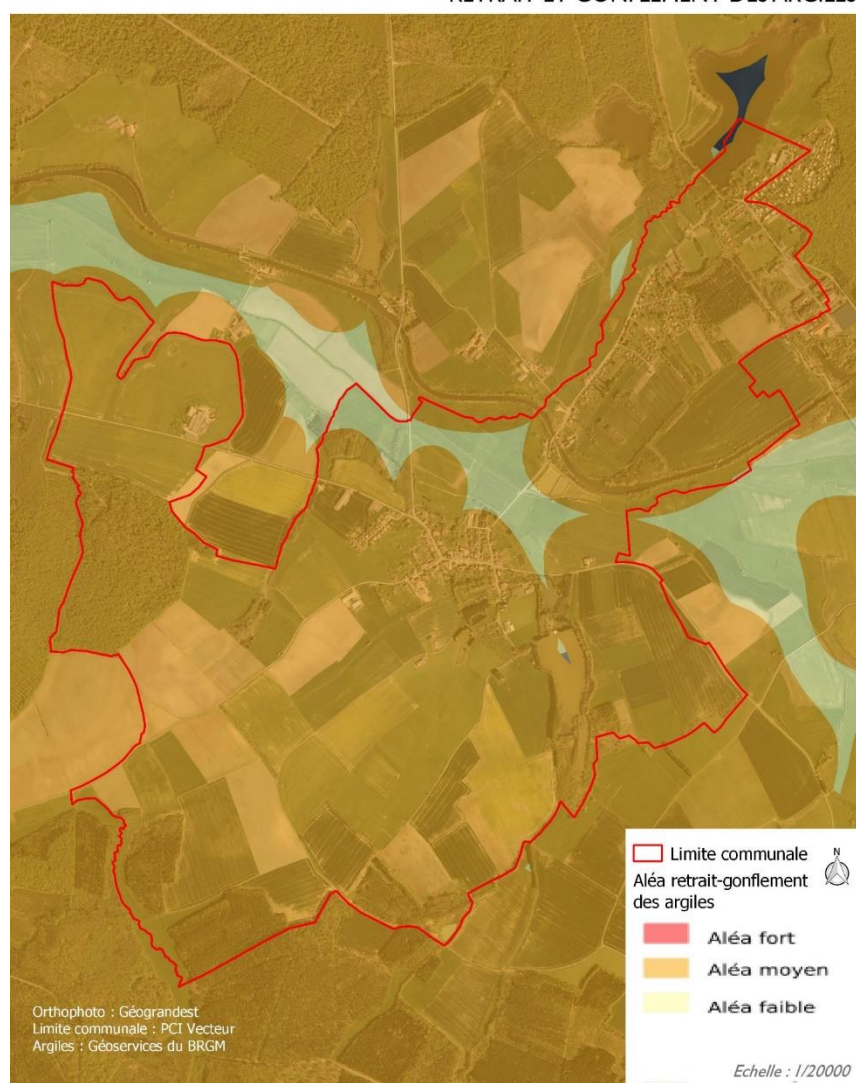 Limite communale
N
Aléa retrait-gonflement
des argiles
Aléa fort
Aléa moyen
Aléa faible
Orthophoto : Géograndest
Limite communale : PCI Vecteur
Argiles : Géoservices du BRGM
Echelle : 1/20000